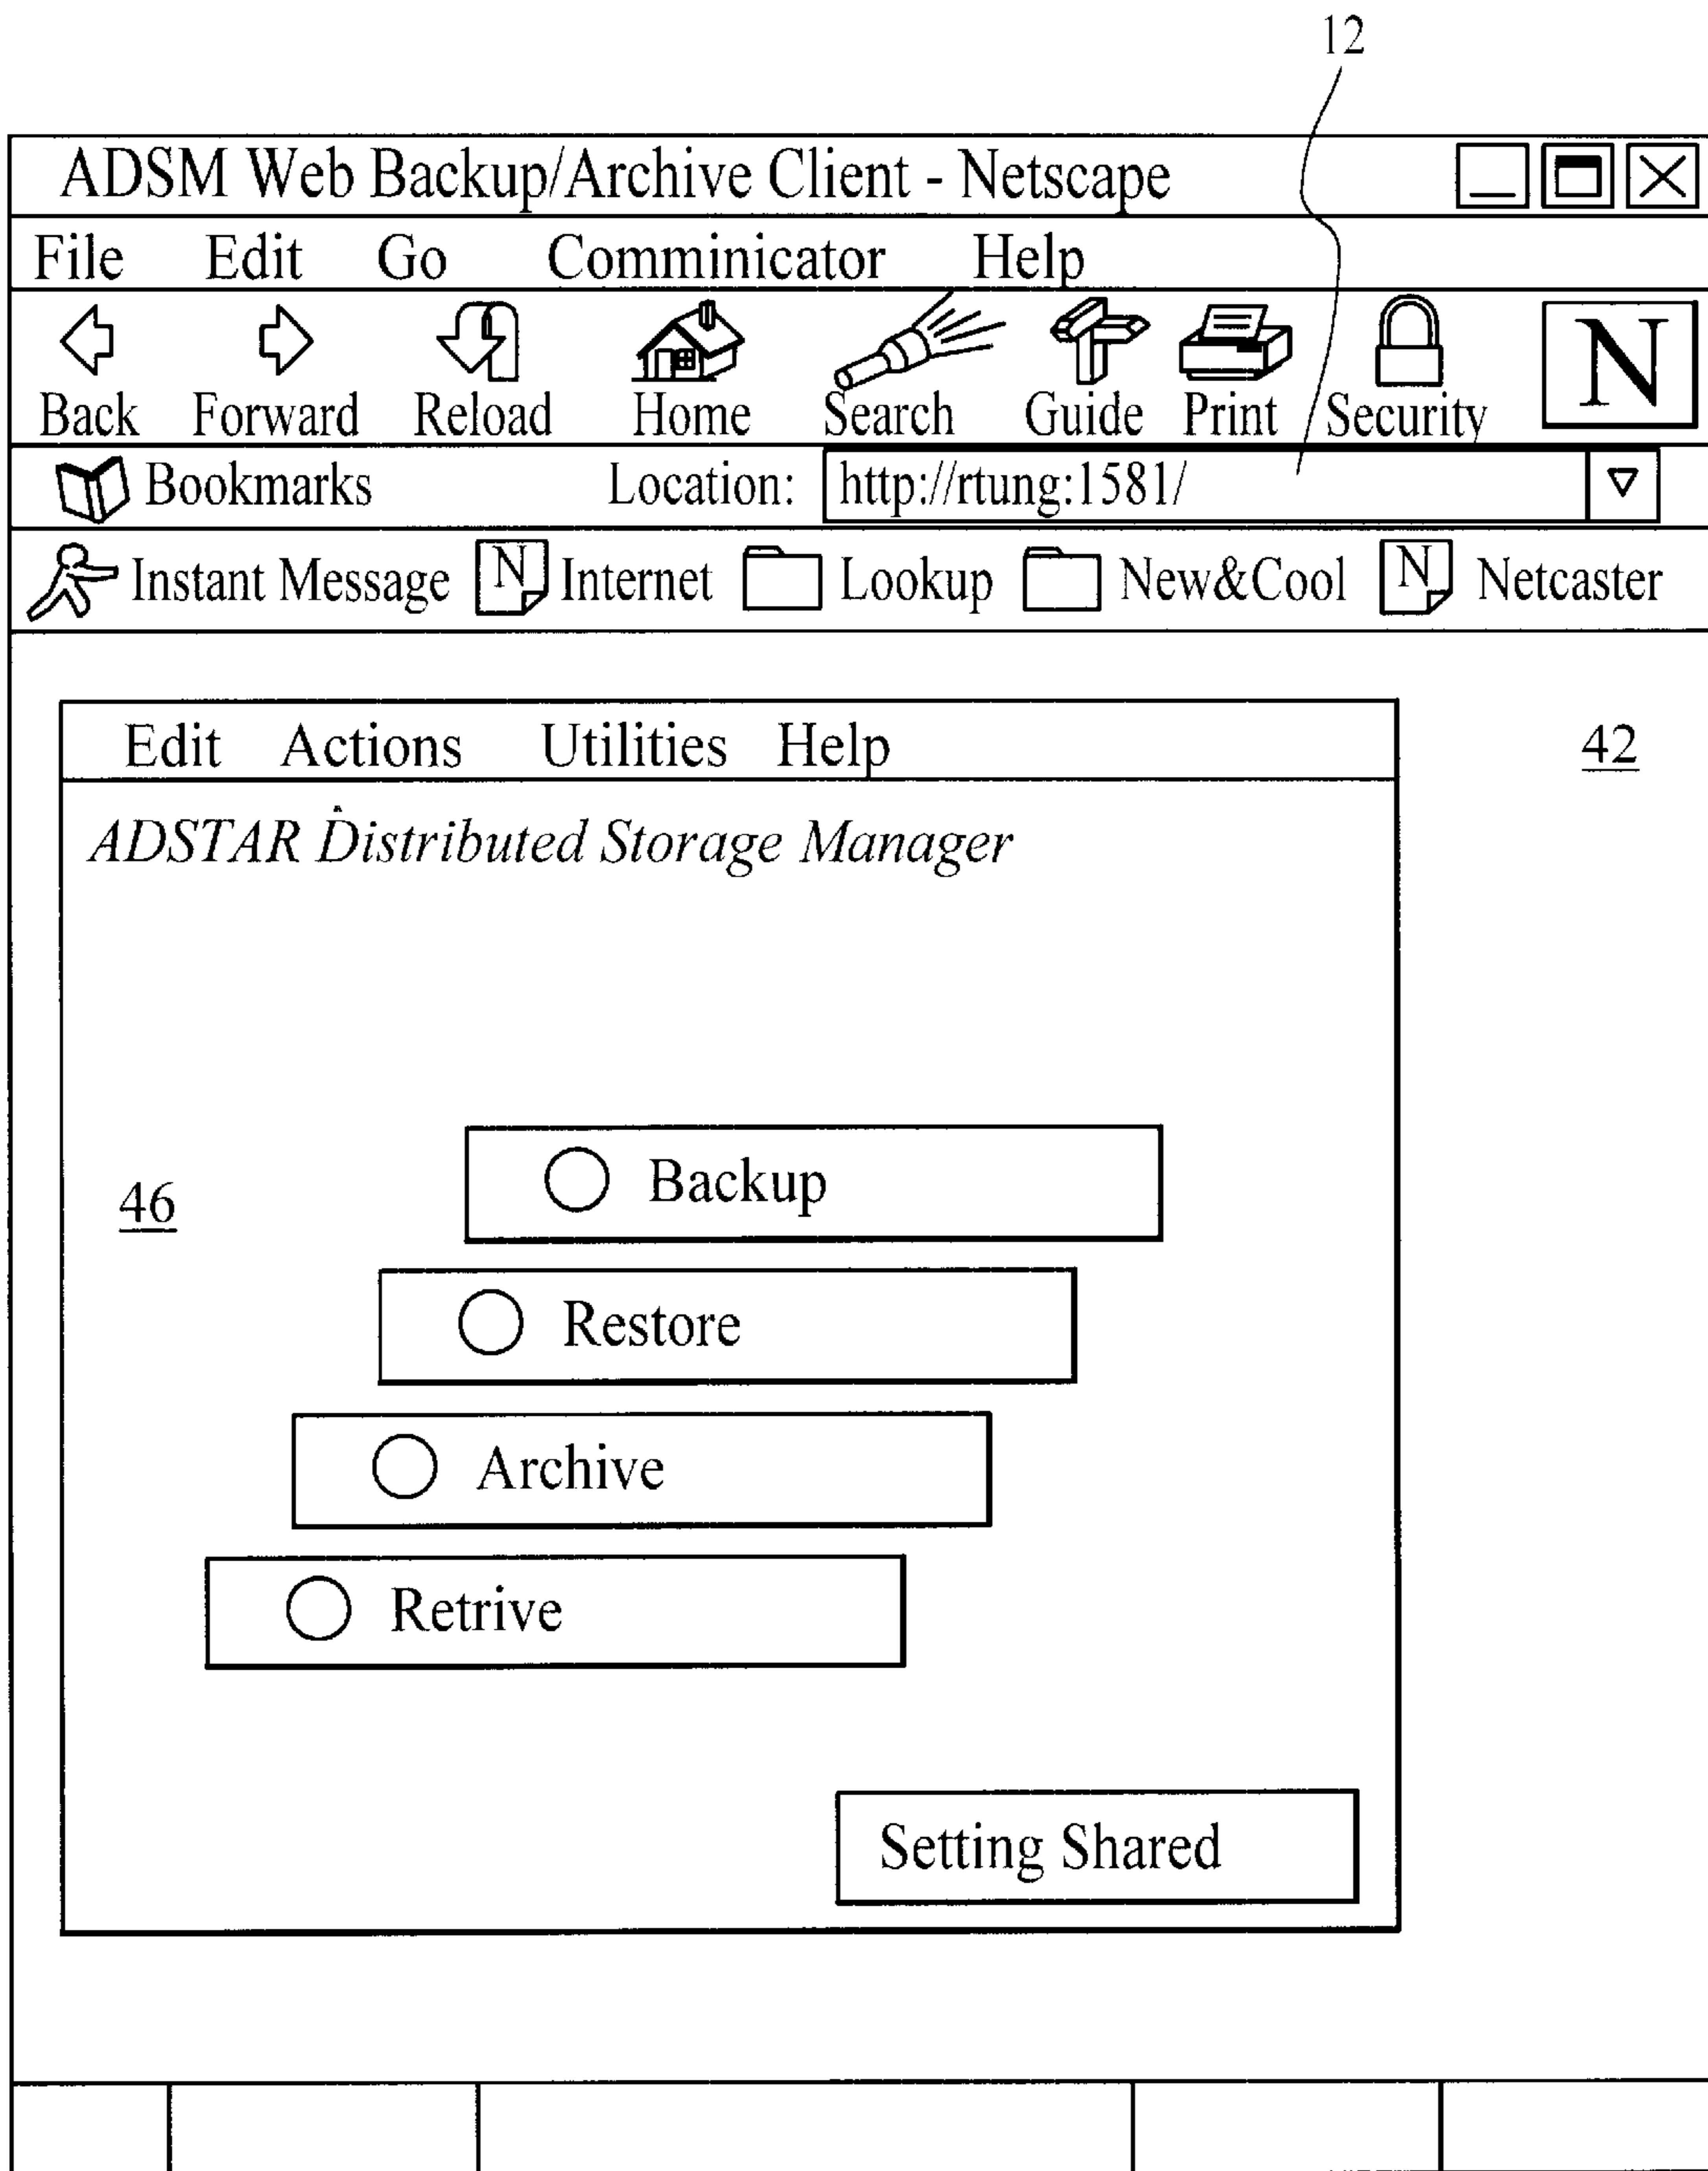 12
ADSM Web Backup/Archive Client - Netscape
File Edit Go Comminicator Help
Back Forward Reload Home Search Guide Print Security N
Bookmarks Location: http://rtung:1581/
Instant Message N Internet Lookup New&Cool N Netcaster
Edit Actions Utilities Help 42
ADSTAR Distributed Storage Manager
Backup
46
Restore
Archive
Retrive
Setting Shared